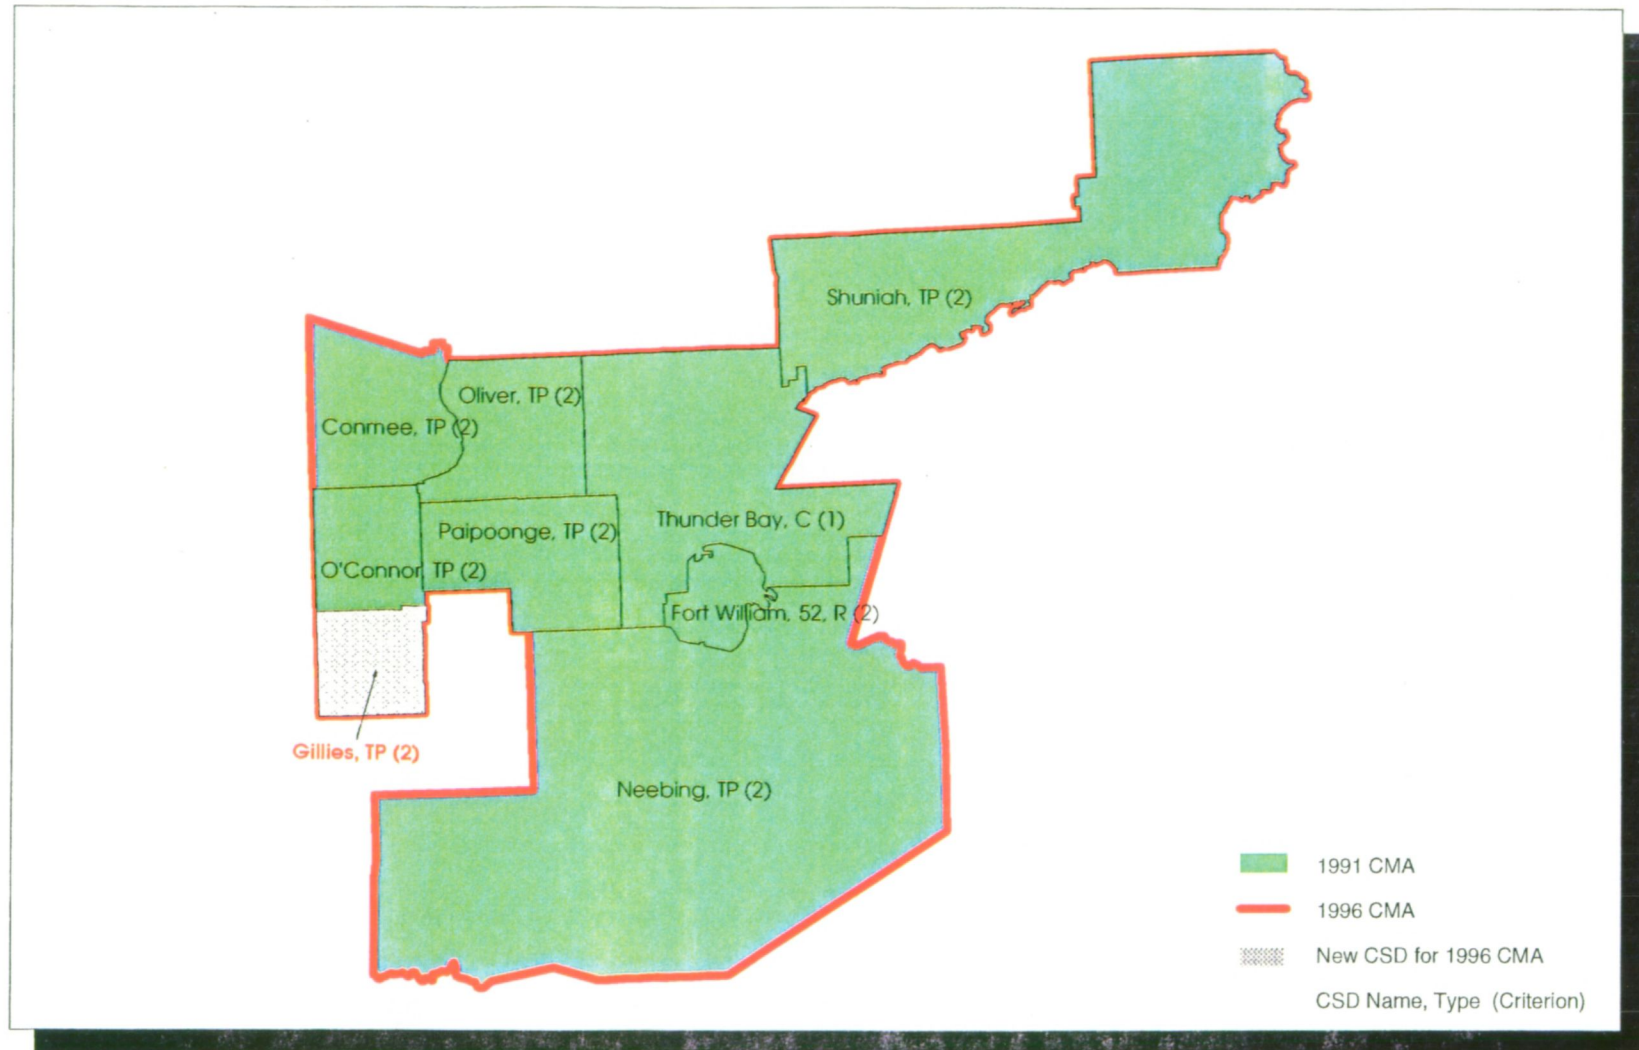 Shuniah, TP (2)
Oliver, TP (2)
Conmee, TP (2)
Thunder Bay, C (1)
Paipoonge, TP (2)
O'Connor, TP (2)
Fort William, 52, R (2)
Gillies, TP (2)
Neebing, TP (2)
1991 CMA
1996 CMA
New CSD for 1996 CMA
CSD Name, Type (Criterion)